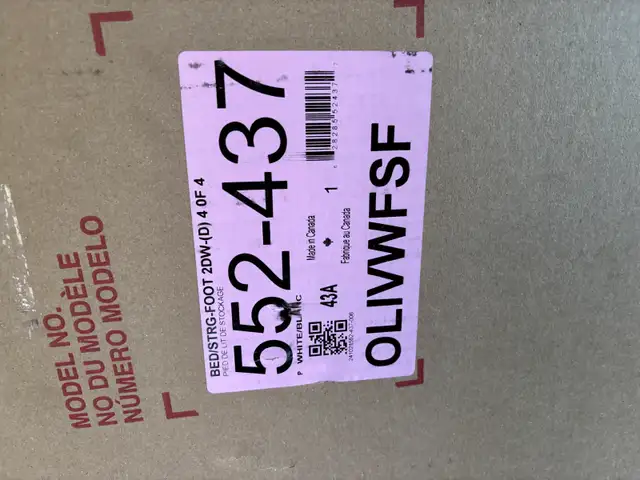 MODEL NO.
NO DU MODÈLE
NÚMERO MODELO
BED/STRG-FOOT 2DW-(D) 4 OF 4
PIED DE LIT DE STOCKAGE
552-437
P WHITE/BLANC
43A
Made in Canada
Fabriqué au Canada
1
OLIVWFSF